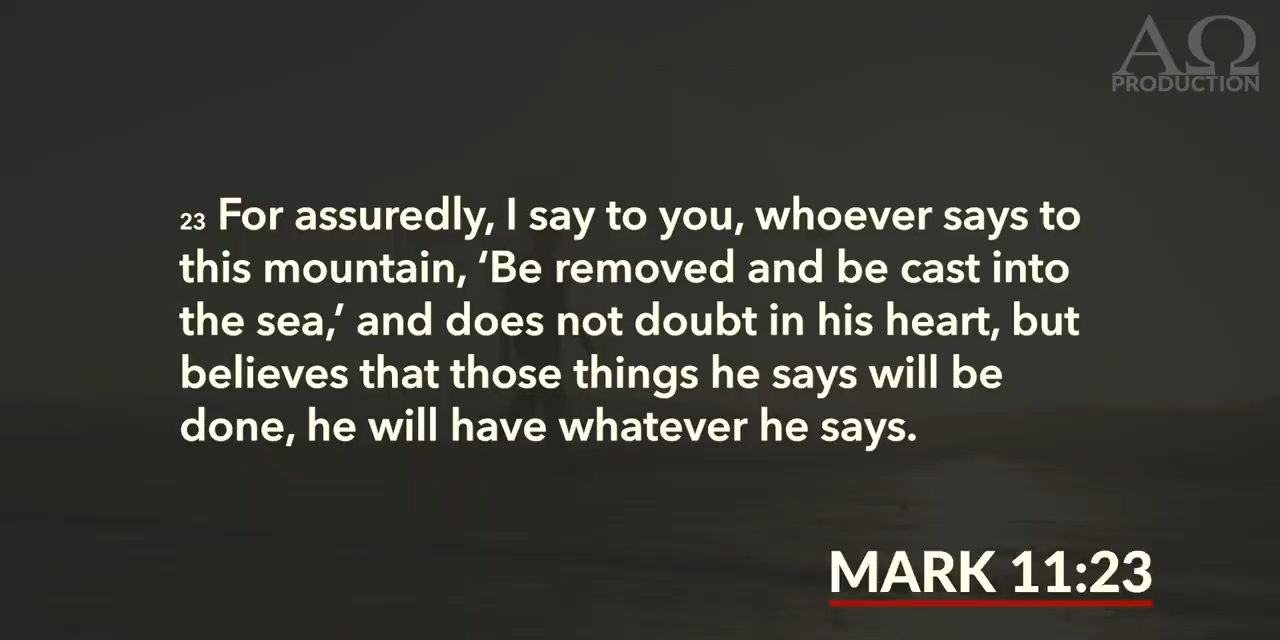 ΑΩ
PRODUCTION
23 For assuredly, I say to you, whoever says to
this mountain, ‘Be removed and be cast into
the sea,’ and does not doubt in his heart, but
believes that those things he says will be
done, he will have whatever he says.
MARK 11:23